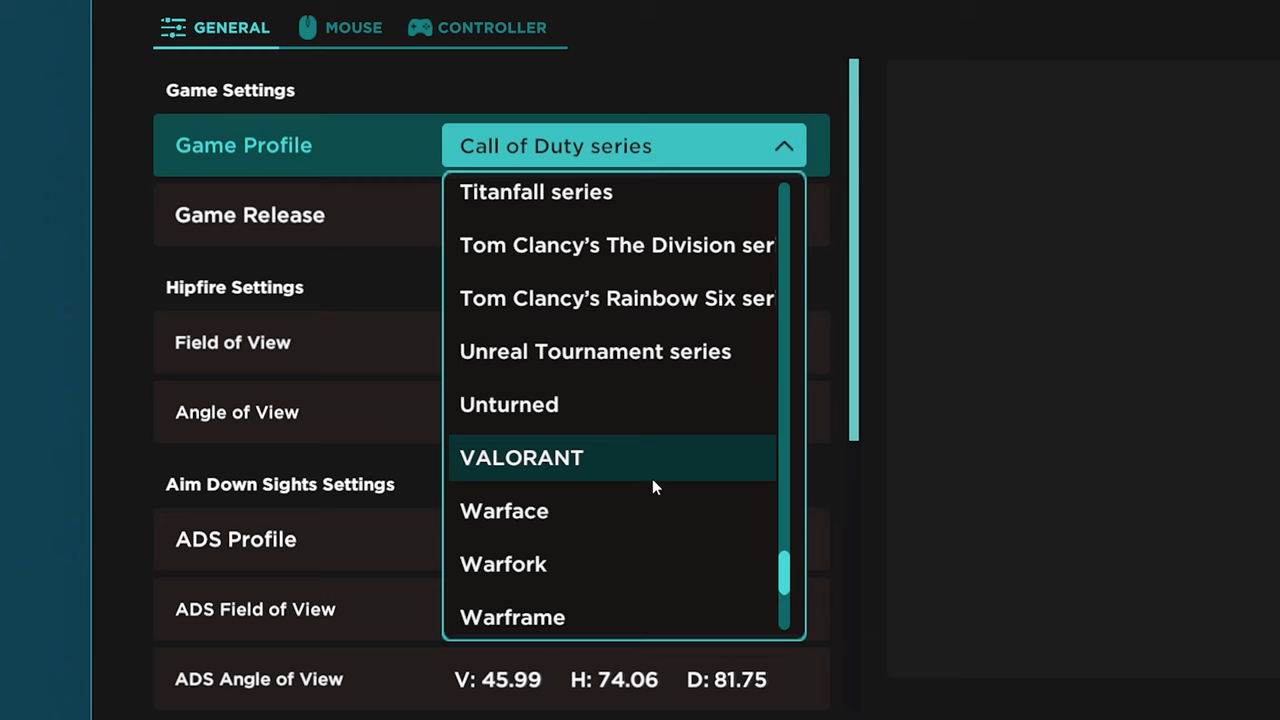 GENERAL MOUSE CONTROLLER
Game Settings
Game Profile Call of Duty series
Titanfall series
Game Release
Tom Clancy’s The Division seri
Hipfire Settings
Tom Clancy’s Rainbow Six seri
Field of View
Unreal Tournament series
Angle of View
Unturned
VALORANT
Aim Down Sights Settings
Warface
ADS Profile
Warfork
ADS Field of View
Warframe
ADS Angle of View V: 45.99 H: 74.06 D: 81.75